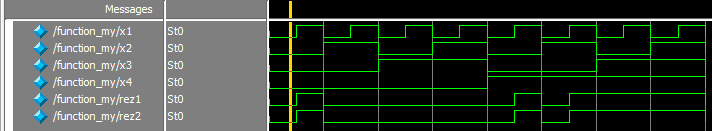 Messages
/function_my/x1 St0
/function_my/x2 St0
/function_my/x3 St0
/function_my/x4 St0
/function_my/rez1 St0
/function_my/rez2 St0